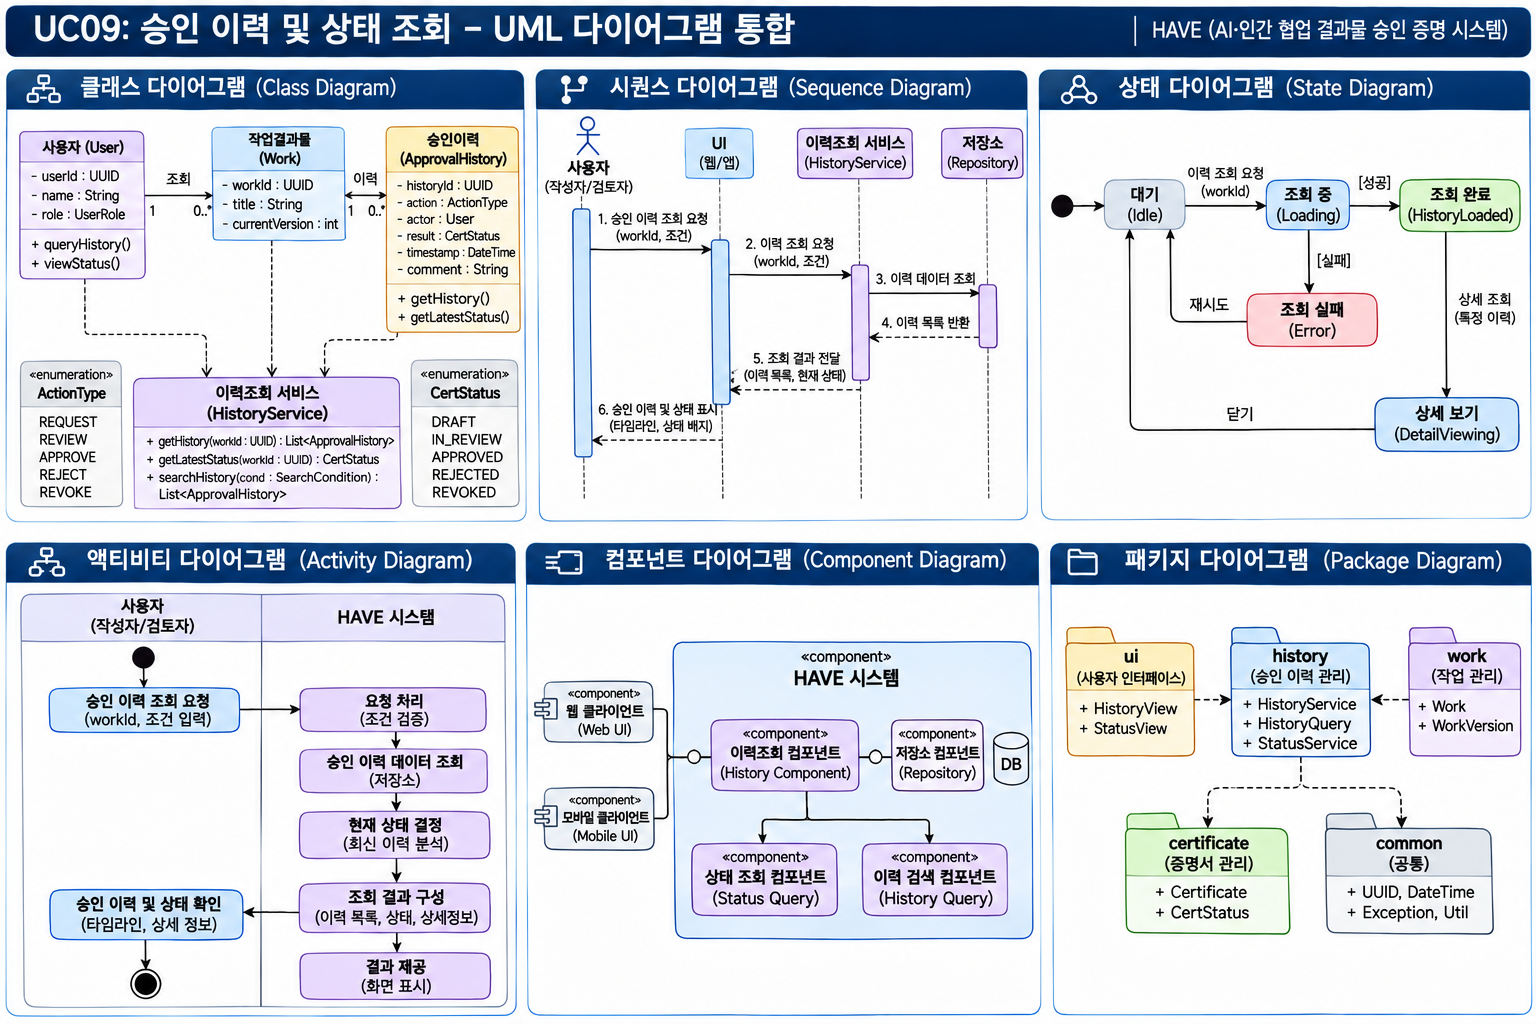 UC09: 승인 이력 및 상태 조회 – UML 다이어그램 통합
HAVE (AI·인간 협업 결과물 승인 증명 시스템)
클래스 다이어그램 (Class Diagram)
사용자 (User)
- userId : UUID
- name : String
- role : UserRole
+ queryHistory()
+ viewStatus()
조회
1
0..*
작업결과물
(Work)
- workId : UUID
- title : String
- currentVersion : int
이력
1
0..*
승인이력
(ApprovalHistory)
- historyId : UUID
- action : ActionType
- actor : User
- result : CertStatus
- timestamp : DateTime
- comment : String
+ getHistory()
+ getLatestStatus()
«enumeration»
ActionType
REQUEST
REVIEW
APPROVE
REJECT
REVOKE
이력조회 서비스
(HistoryService)
+ getHistory(workId : UUID) : List<ApprovalHistory>
+ getLatestStatus(workId : UUID) : CertStatus
+ searchHistory(cond : SearchCondition) :
List<ApprovalHistory>
«enumeration»
CertStatus
DRAFT
IN_REVIEW
APPROVED
REJECTED
REVOKED
시퀀스 다이어그램 (Sequence Diagram)
사용자
(작성자/검토자)
UI
(웹/앱)
이력조회 서비스
(HistoryService)
저장소
(Repository)
1. 승인 이력 조회 요청
(workId, 조건)
2. 이력 조회 요청
(workId, 조건)
3. 이력 데이터 조회
4. 이력 목록 반환
5. 조회 결과 전달
(이력 목록, 현재 상태)
6. 승인 이력 및 상태 표시
(타임라인, 상태 배지)
상태 다이어그램 (State Diagram)
대기
(Idle)
이력 조회 요청
(workId)
조회 중
(Loading)
[성공]
조회 완료
(HistoryLoaded)
[실패]
재시도
조회 실패
(Error)
상세 조회
(특정 이력)
닫기
상세 보기
(DetailViewing)
액티비티 다이어그램 (Activity Diagram)
사용자
(작성자/검토자)
HAVE 시스템
승인 이력 조회 요청
(workId, 조건 입력)
요청 처리
(조건 검증)
승인 이력 데이터 조회
(저장소)
현재 상태 결정
(회신 이력 분석)
조회 결과 구성
(이력 목록, 상태, 상세정보)
승인 이력 및 상태 확인
(타임라인, 상세 정보)
결과 제공
(화면 표시)
컴포넌트 다이어그램 (Component Diagram)
«component»
HAVE 시스템
«component»
웹 클라이언트
(Web UI)
«component»
모바일 클라이언트
(Mobile UI)
«component»
이력조회 컴포넌트
(History Component)
«component»
저장소 컴포넌트
(Repository)
DB
«component»
상태 조회 컴포넌트
(Status Query)
«component»
이력 검색 컴포넌트
(History Query)
패키지 다이어그램 (Package Diagram)
ui
(사용자 인터페이스)
+ HistoryView
+ StatusView
history
(승인 이력 관리)
+ HistoryService
+ HistoryQuery
+ StatusService
work
(작업 관리)
+ Work
+ WorkVersion
certificate
(증명서 관리)
+ Certificate
+ CertStatus
common
(공통)
+ UUID, DateTime
+ Exception, Util